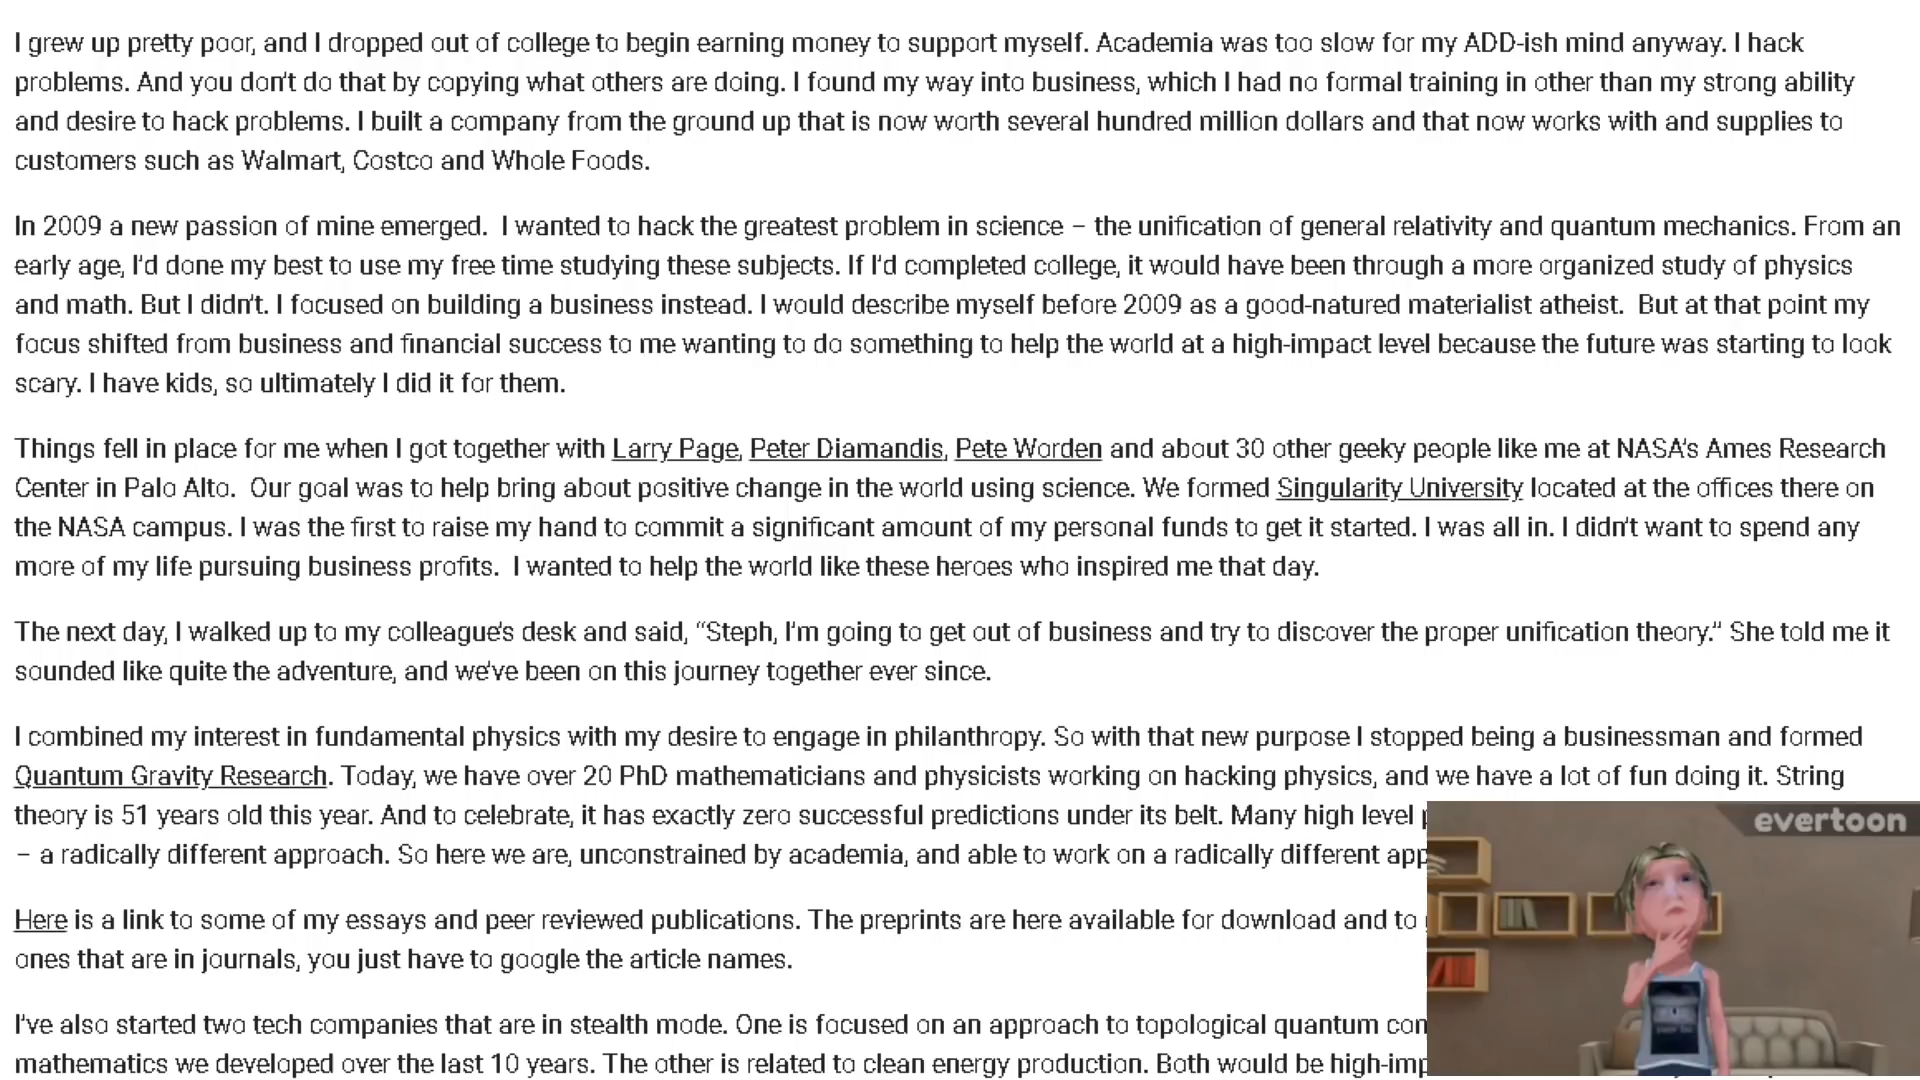 I grew up pretty poor, and I dropped out of college to begin earning money to support myself. Academia was too slow for my ADD-ish mind anyway. I hack
problems. And you don't do that by copying what others are doing. I found my way into business, which I had no formal training in other than my strong ability
and desire to hack problems. I built a company from the ground up that is now worth several hundred million dollars and that now works with and supplies to
customers such as Walmart, Costco and Whole Foods.
In 2009 a new passion of mine emerged.  I wanted to hack the greatest problem in science – the unification of general relativity and quantum mechanics. From an
early age, I'd done my best to use my free time studying these subjects. If I'd completed college, it would have been through a more organized study of physics
and math. But I didn't. I focused on building a business instead. I would describe myself before 2009 as a good-natured materialist atheist.  But at that point my
focus shifted from business and financial success to me wanting to do something to help the world at a high-impact level because the future was starting to look
scary. I have kids, so ultimately I did it for them.
Things fell in place for me when I got together with Larry Page, Peter Diamandis, Pete Worden and about 30 other geeky people like me at NASA's Ames Research
Center in Palo Alto.  Our goal was to help bring about positive change in the world using science. We formed Singularity University located at the offices there on
the NASA campus. I was the first to raise my hand to commit a significant amount of my personal funds to get it started. I was all in. I didn't want to spend any
more of my life pursuing business profits.  I wanted to help the world like these heroes who inspired me that day.
The next day, I walked up to my colleague's desk and said, “Steph, I'm going to get out of business and try to discover the proper unification theory.” She told me it
sounded like quite the adventure, and we've been on this journey together ever since.
I combined my interest in fundamental physics with my desire to engage in philanthropy. So with that new purpose I stopped being a businessman and formed
Quantum Gravity Research. Today, we have over 20 PhD mathematicians and physicists working on hacking physics, and we have a lot of fun doing it. String
theory is 51 years old this year. And to celebrate, it has exactly zero successful predictions under its belt. Many high level
– a radically different approach. So here we are, unconstrained by academia, and able to work on a radically different app
evertoon
Here is a link to some of my essays and peer reviewed publications. The preprints are here available for download and to
ones that are in journals, you just have to google the article names.
I've also started two tech companies that are in stealth mode. One is focused on an approach to topological quantum con
mathematics we developed over the last 10 years. The other is related to clean energy production. Both would be high-imp